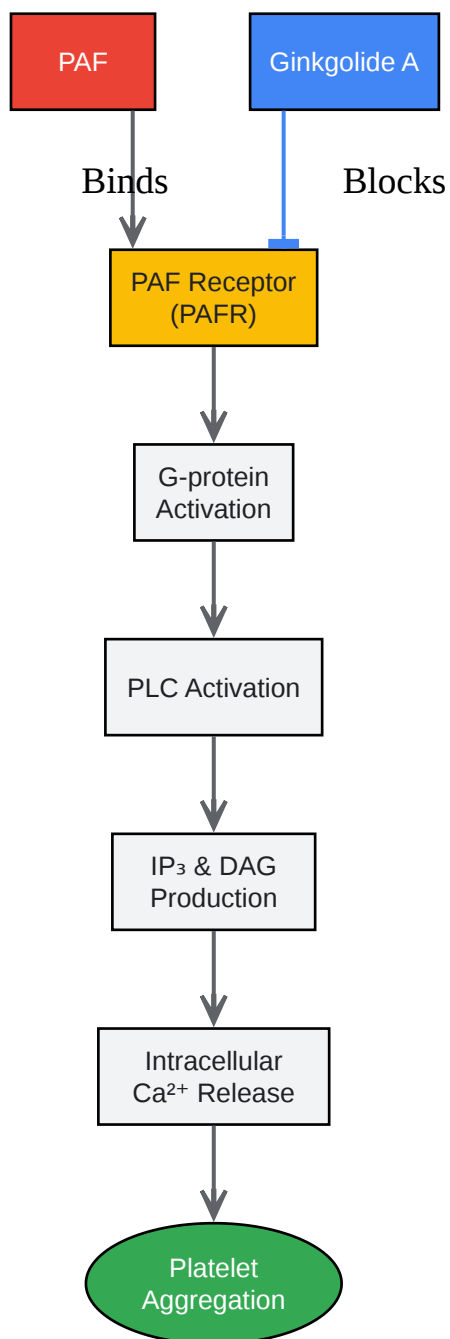 PAF
Ginkgolide A
Binds
Blocks
PAF Receptor
(PAFR)
G-protein
Activation
PLC Activation
IP₃ & DAG
Production
Intracellular
Ca²⁺ Release
Platelet
Aggregation